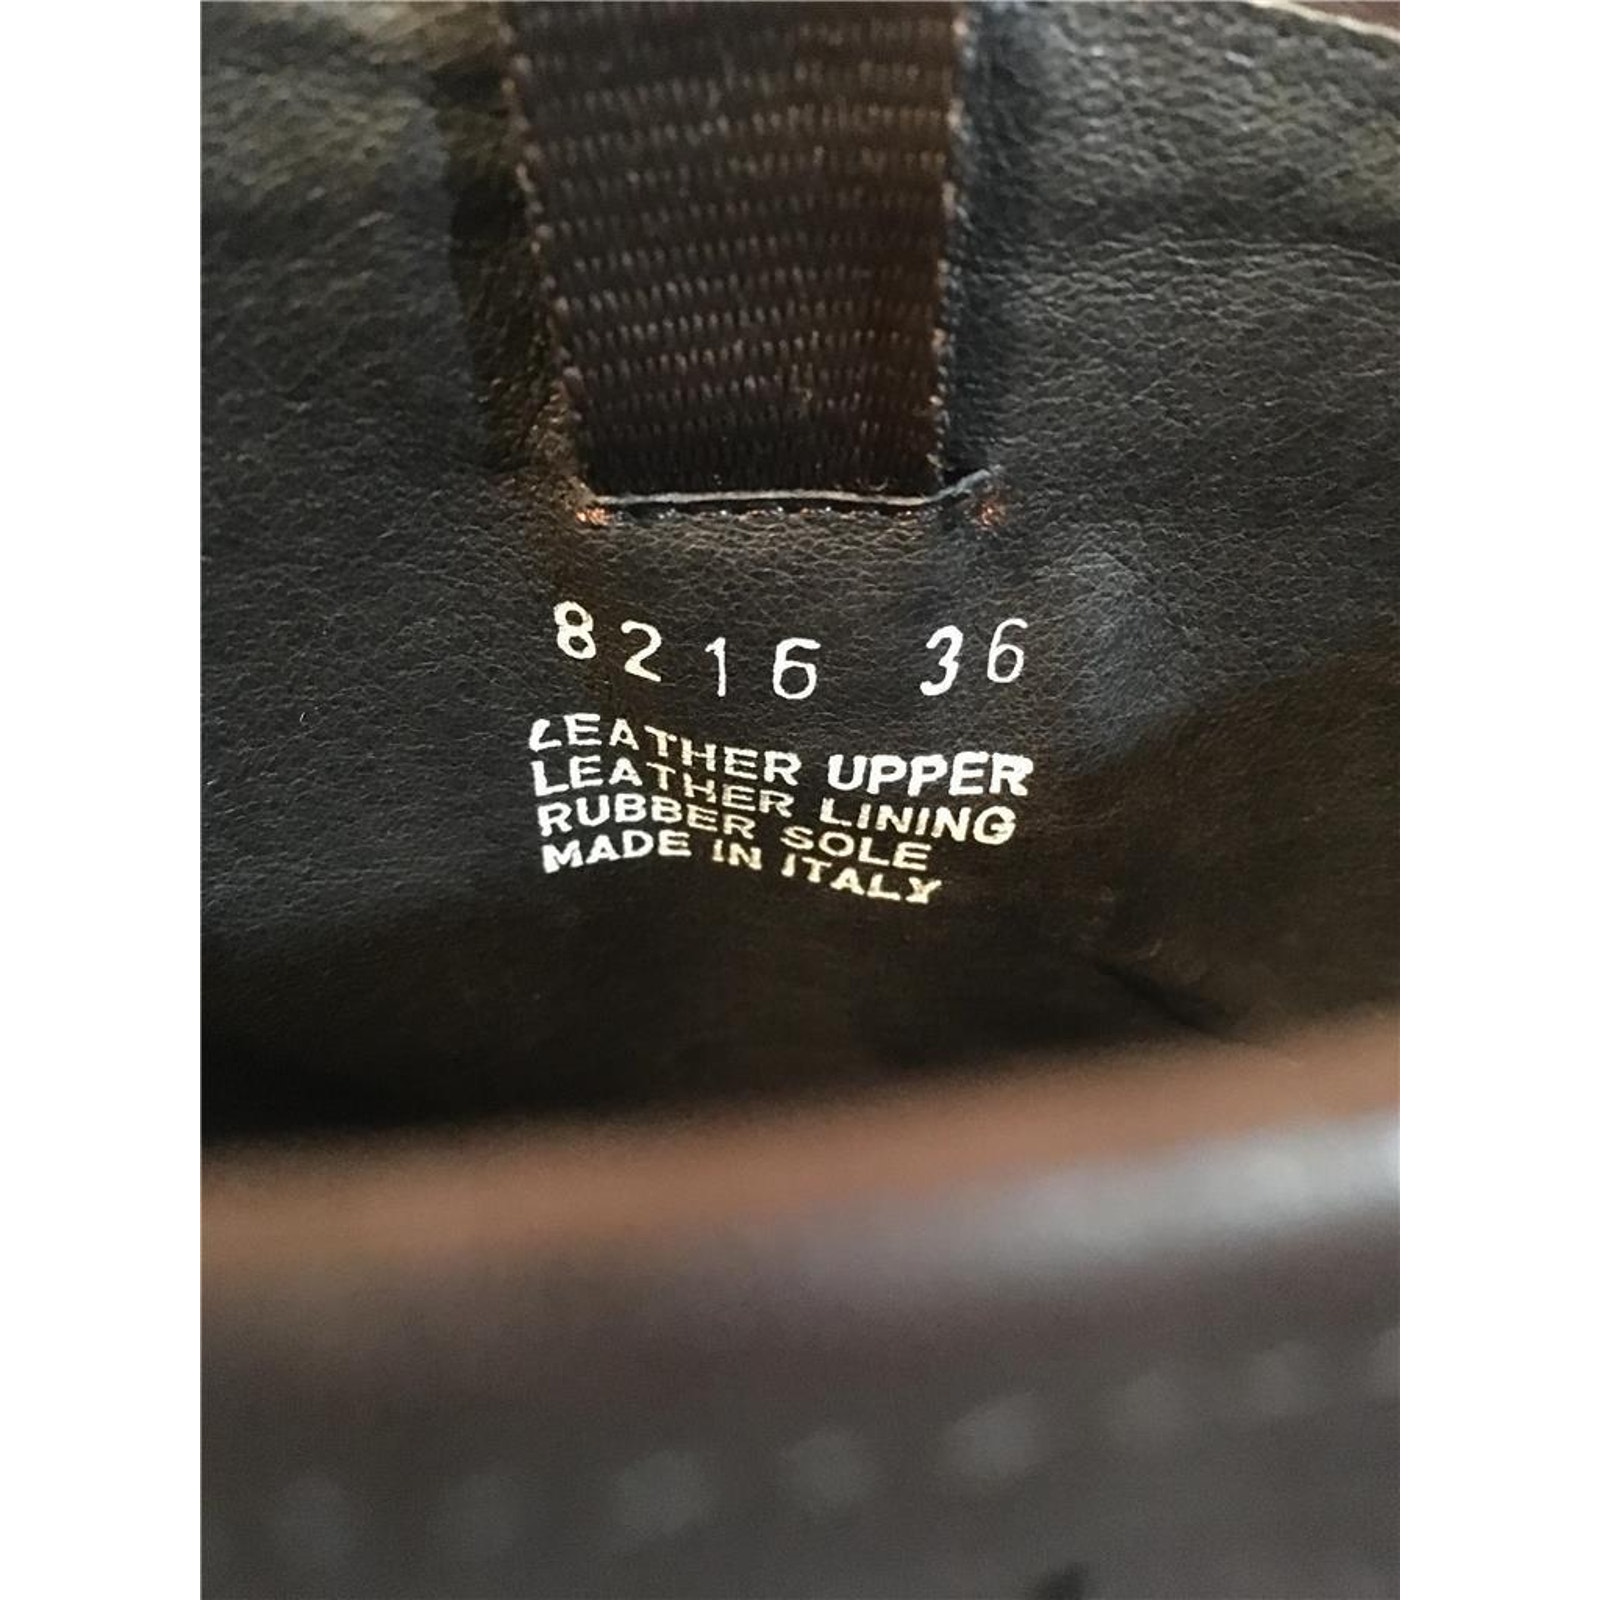 8216 36
LEATHER UPPER
LEATHER LINING
RUBBER SOLE
MADE IN ITALY